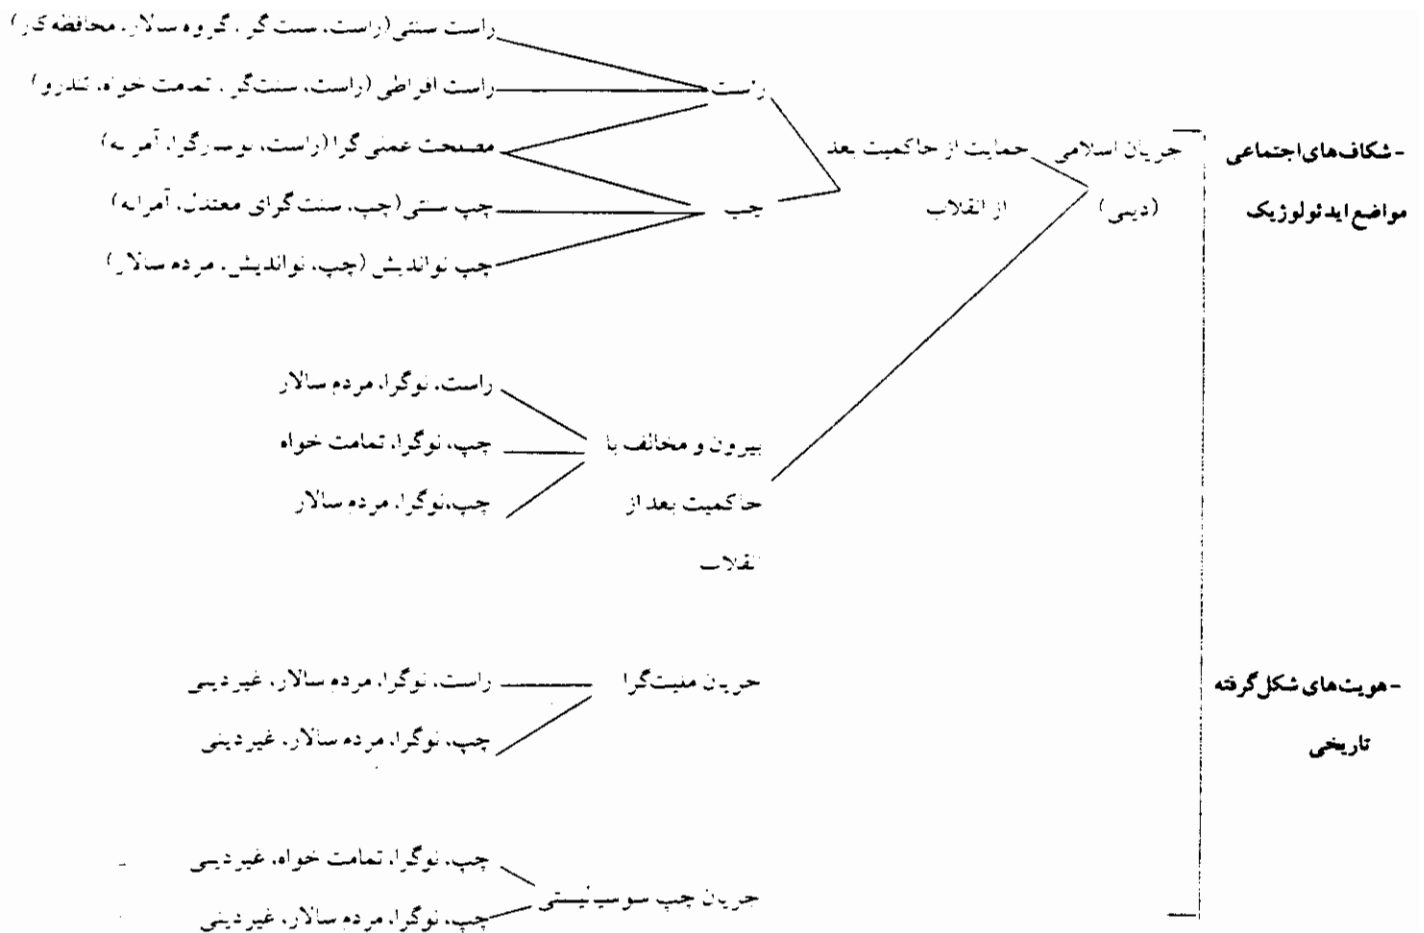 راست سنتی (راست، سنت‌گر، گروه سالار، محافظه‌کار)
راست افراطی (راست، سنت‌گر، تمامت خواه، تندرو)
راست
- شکاف‌های اجتماعی
جریان اسلامی
حمایت از حاکمیت بعد
مصلحت عملی‌گرا (راست، نوسازگرا، آمرانه)
مواضع ایدئولوژیک
(دینی)
از انقلاب
چپ
چپ سنتی (چپ، سنت‌گرای معتدل، آمرانه)
چپ نواندیش (چپ، نواندیش، مردم سالار)
راست، نوگرا، مردم سالار
بیرون و مخالف با
چپ، نوگرا، تمامت خواه
حاکمیت بعد از
چپ، نوگرا، مردم سالار
انقلاب
- هویت‌های شکل‌گرفته
جریان ملیت‌گرا
راست، نوگرا، مردم سالار، غیردینی
تاریخی
چپ، نوگرا، مردم سالار، غیردینی
چپ، نوگرا، تمامت خواه، غیردینی
جریان چپ سوسیالیستی
چپ، نوگرا، مردم سالار، غیردینی